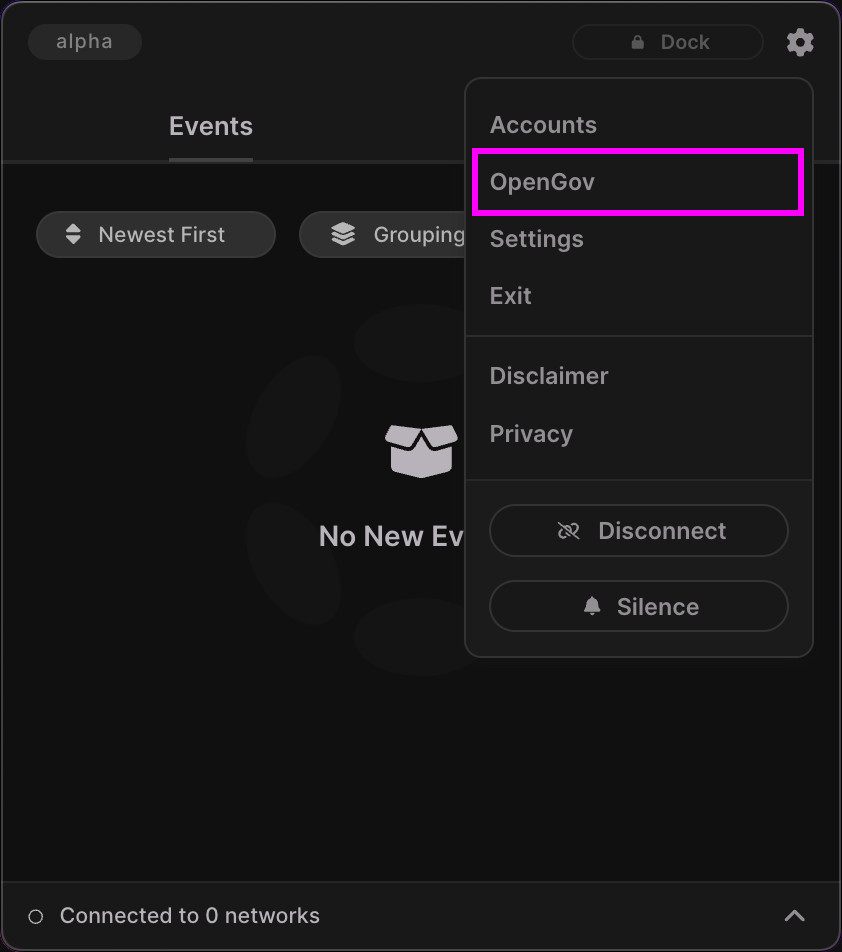 alpha
Dock
Events
Accounts
OpenGov
Settings
Exit
Disclaimer
Privacy
Disconnect
Silence
Newest First
Grouping
No New Ev
Connected to 0 networks